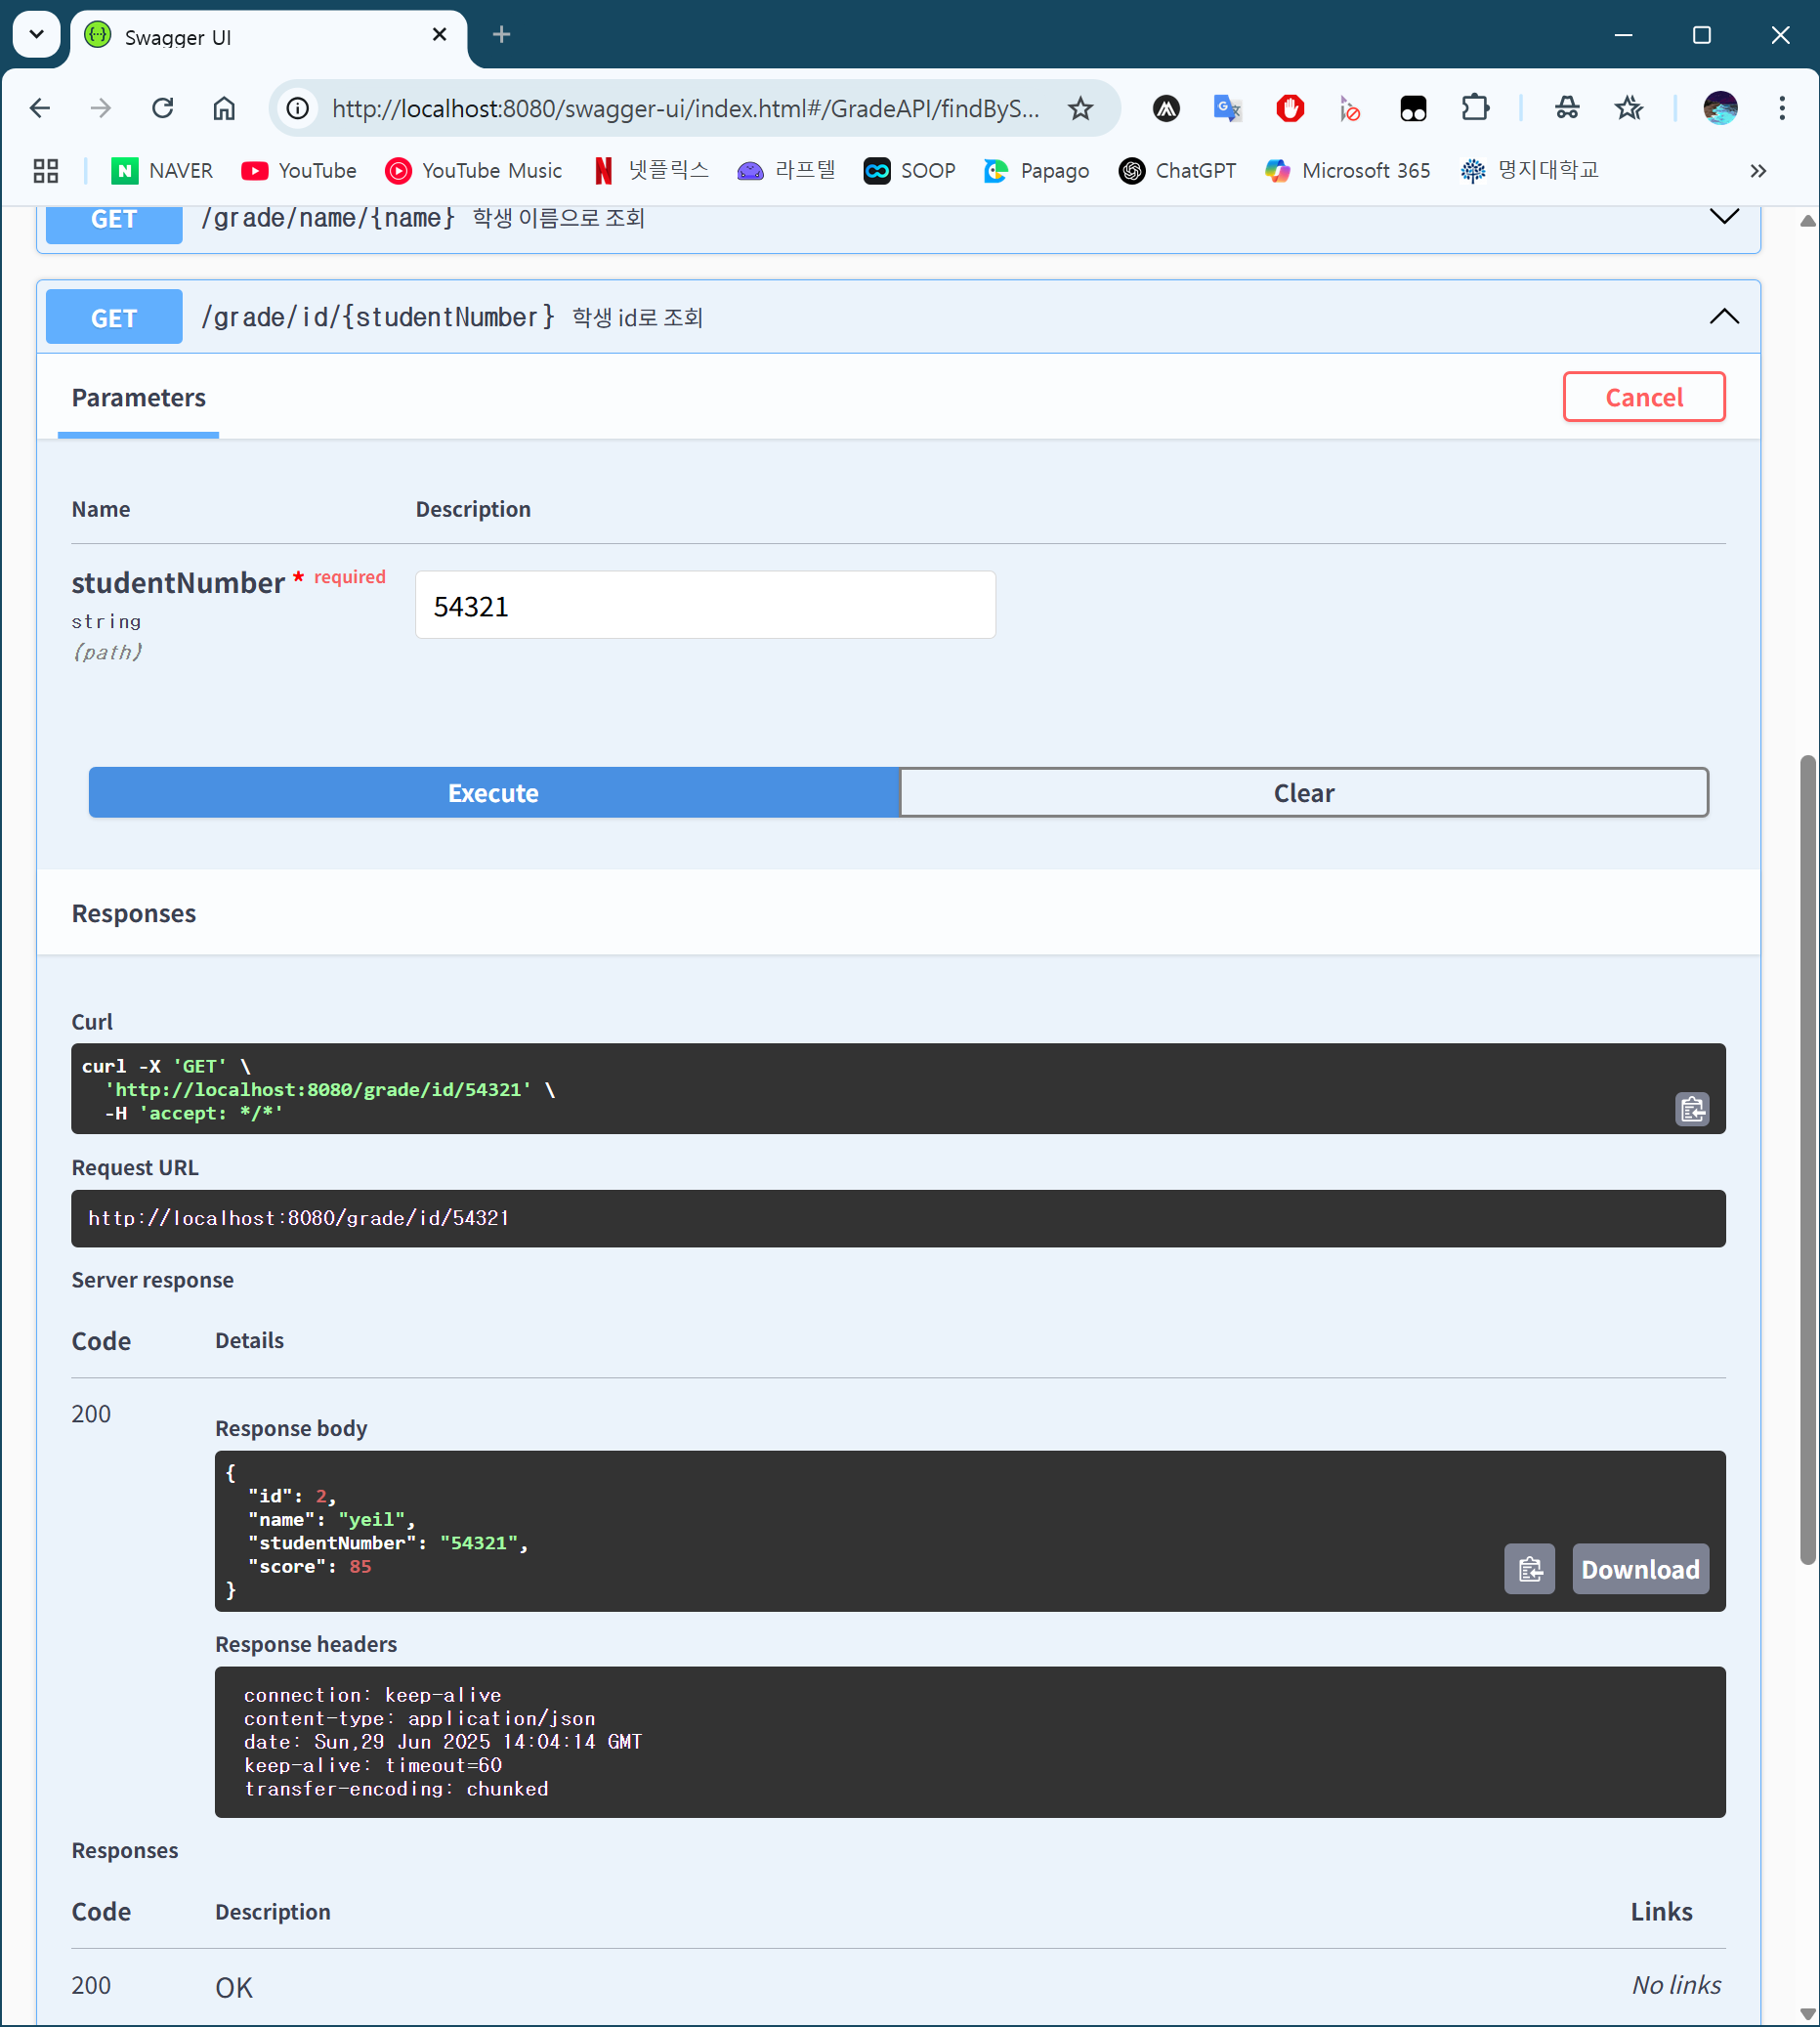 Swagger UI
http://localhost:8080/swagger-ui/index.html#/GradeAPI/findByS...
NAVER YouTube YouTube Music 넷플릭스 라프텔 SOOP Papago ChatGPT Microsoft 365 명지대학교
GET /grade/name/{name} 학생 이름으로 조회
GET /grade/id/{studentNumber} 학생 id로 조회
Parameters Cancel
Name Description
studentNumber * required
string
(path)
54321
Execute Clear
Responses
Curl
curl -X 'GET' \
'http://localhost:8080/grade/id/54321' \
-H 'accept: */*'
Request URL
http://localhost:8080/grade/id/54321
Server response
Code Details
200
Response body
{
"id": 2,
"name": "yeil",
"studentNumber": "54321",
"score": 85
}
Download
Response headers
connection: keep-alive
content-type: application/json
date: Sun,29 Jun 2025 14:04:14 GMT
keep-alive: timeout=60
transfer-encoding: chunked
Responses
Code Description Links
200 OK No links